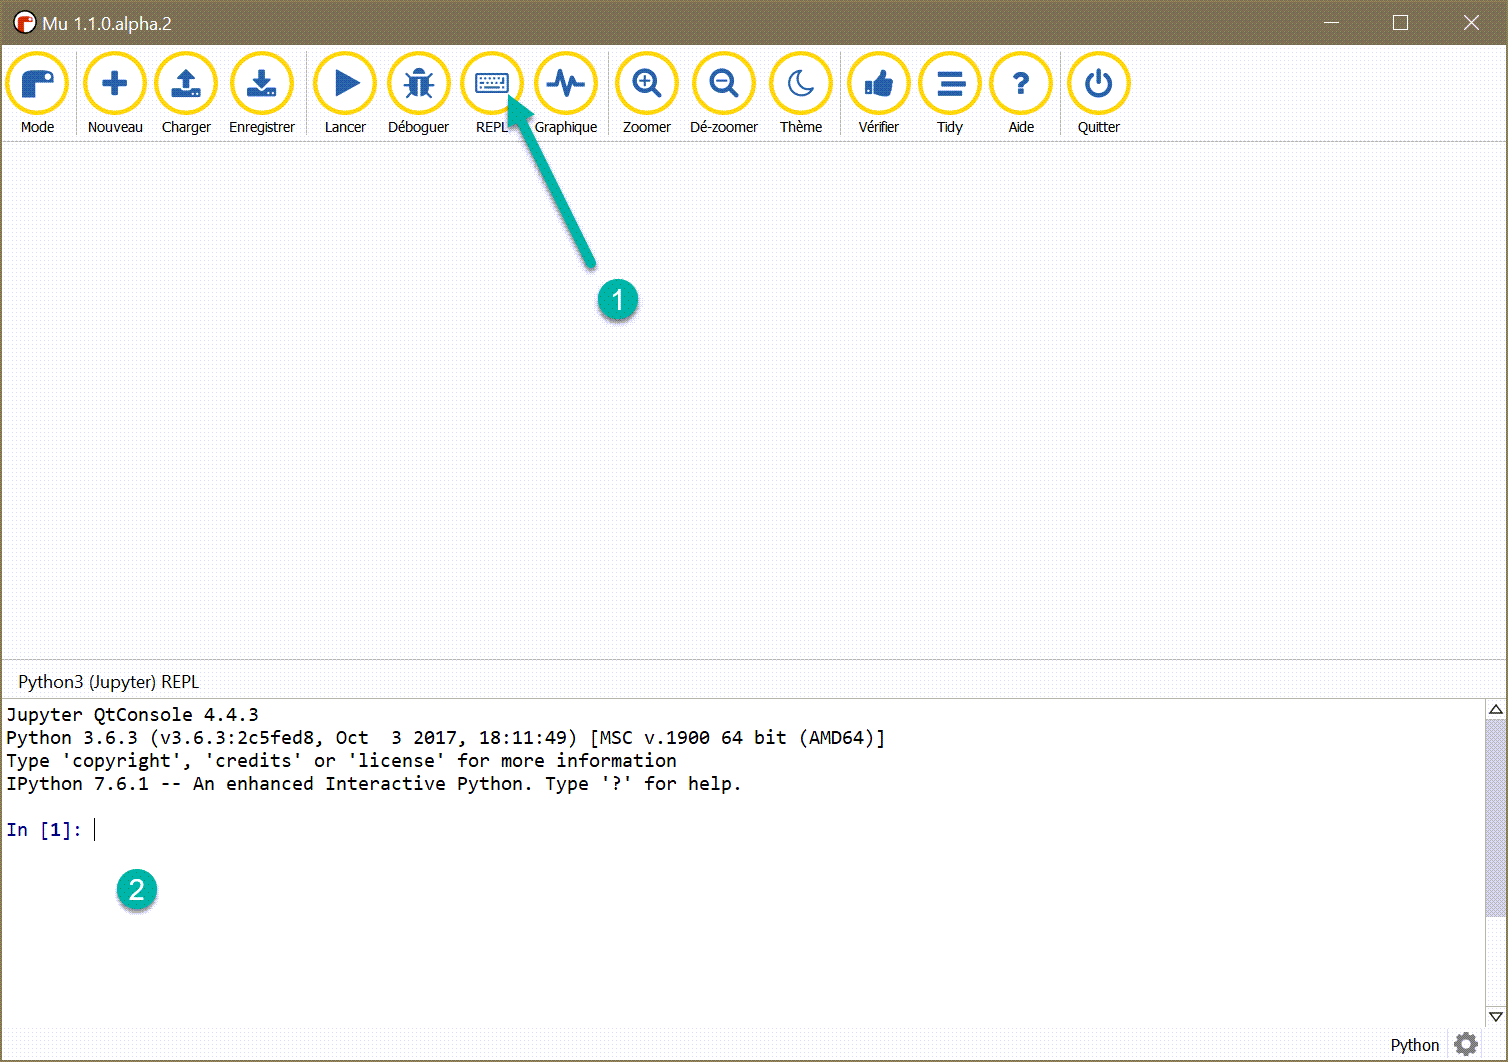 Mu 1.1.0.alpha.2
Mode Nouveau Charger Enregistrer Lancer Déboguer REPL Graphique Zoomer Dé-zoomer Thème Vérifier Tidy Aide Quitter
1
Python3 (Jupyter) REPL
Jupyter QtConsole 4.4.3
Python 3.6.3 (v3.6.3:2c5fed8, Oct  3 2017, 18:11:49) [MSC v.1900 64 bit (AMD64)]
Type 'copyright', 'credits' or 'license' for more information
IPython 7.6.1 -- An enhanced Interactive Python. Type '?' for help.
In [1]:
2
Python